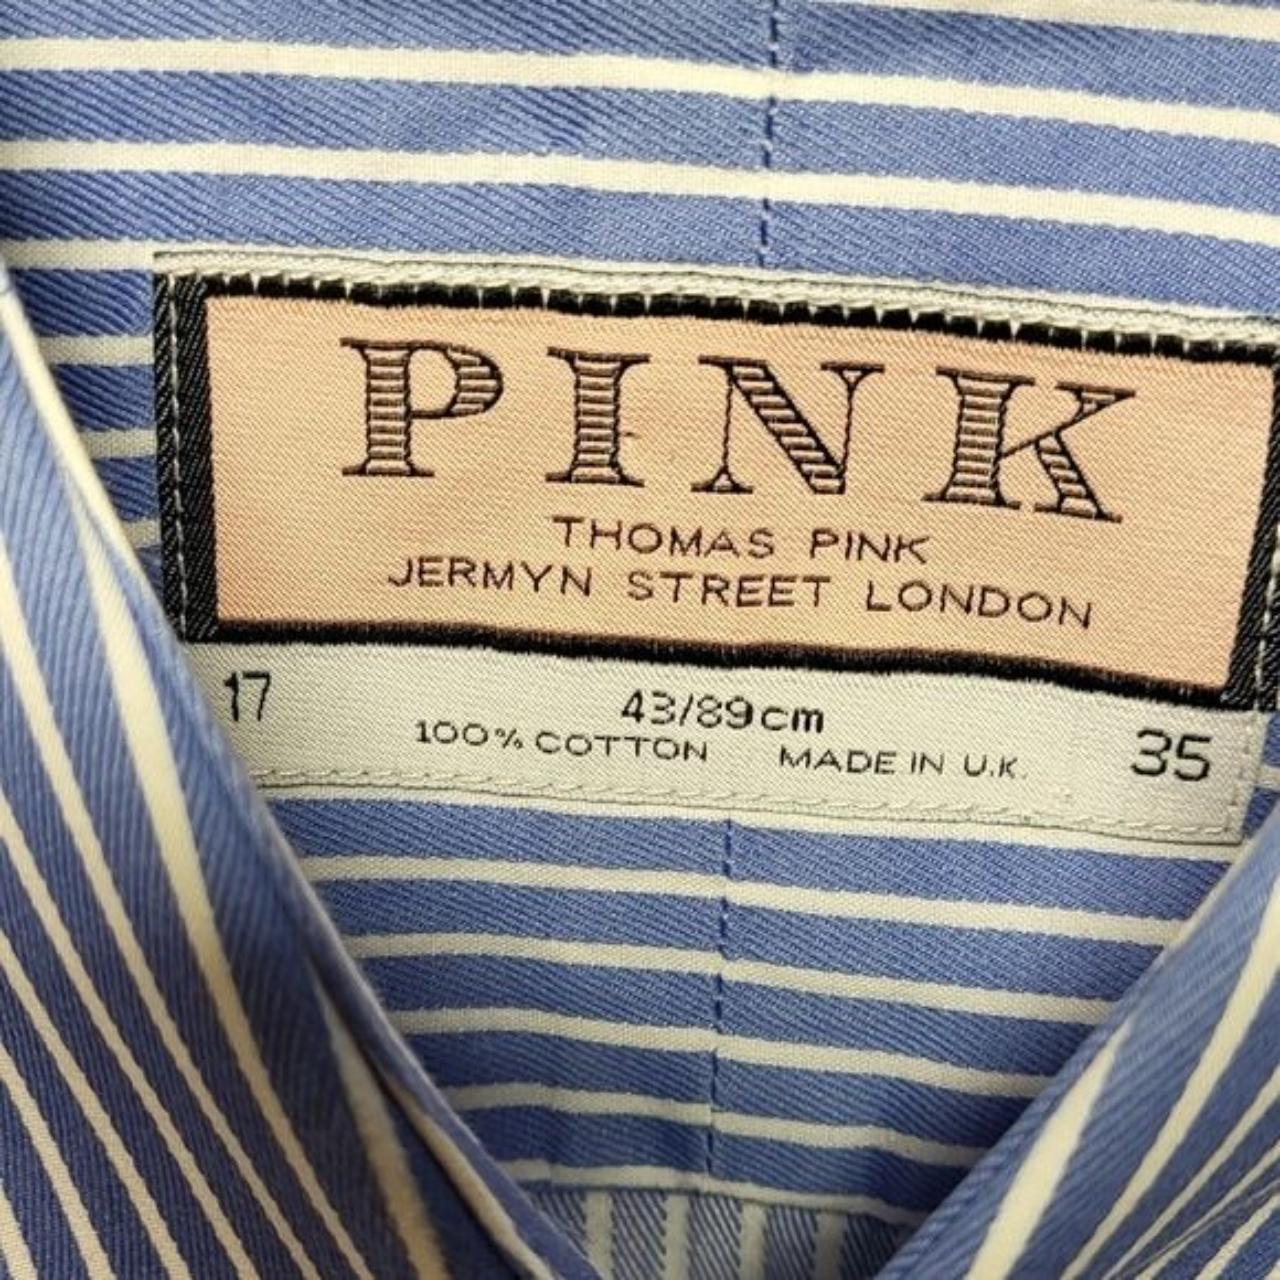 PINK
THOMAS PINK
JERMYN STREET LONDON
17 43/89cm 35
100% COTTON MADE IN U.K.